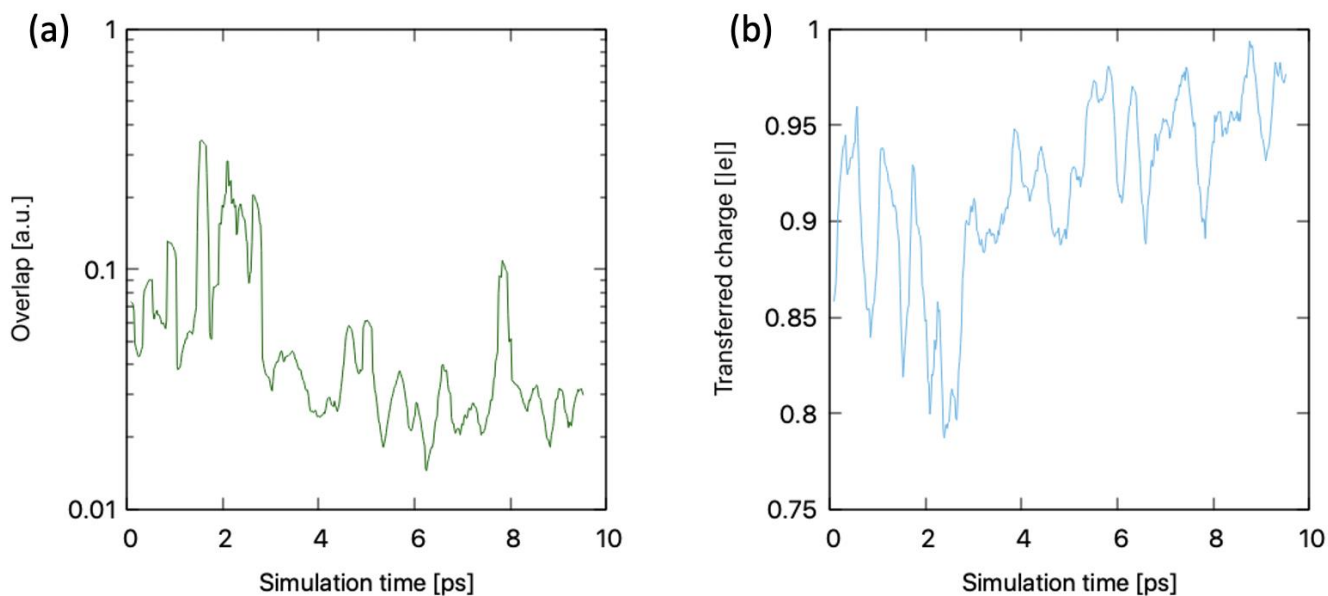 (a)
1
0.1
0.01
Overlap [a.u.]
0 2 4 6 8 10
Simulation time [ps]
(b)
1
0.95
0.9
0.85
0.8
0.75
Transferred charge [|e|]
0 2 4 6 8 10
Simulation time [ps]